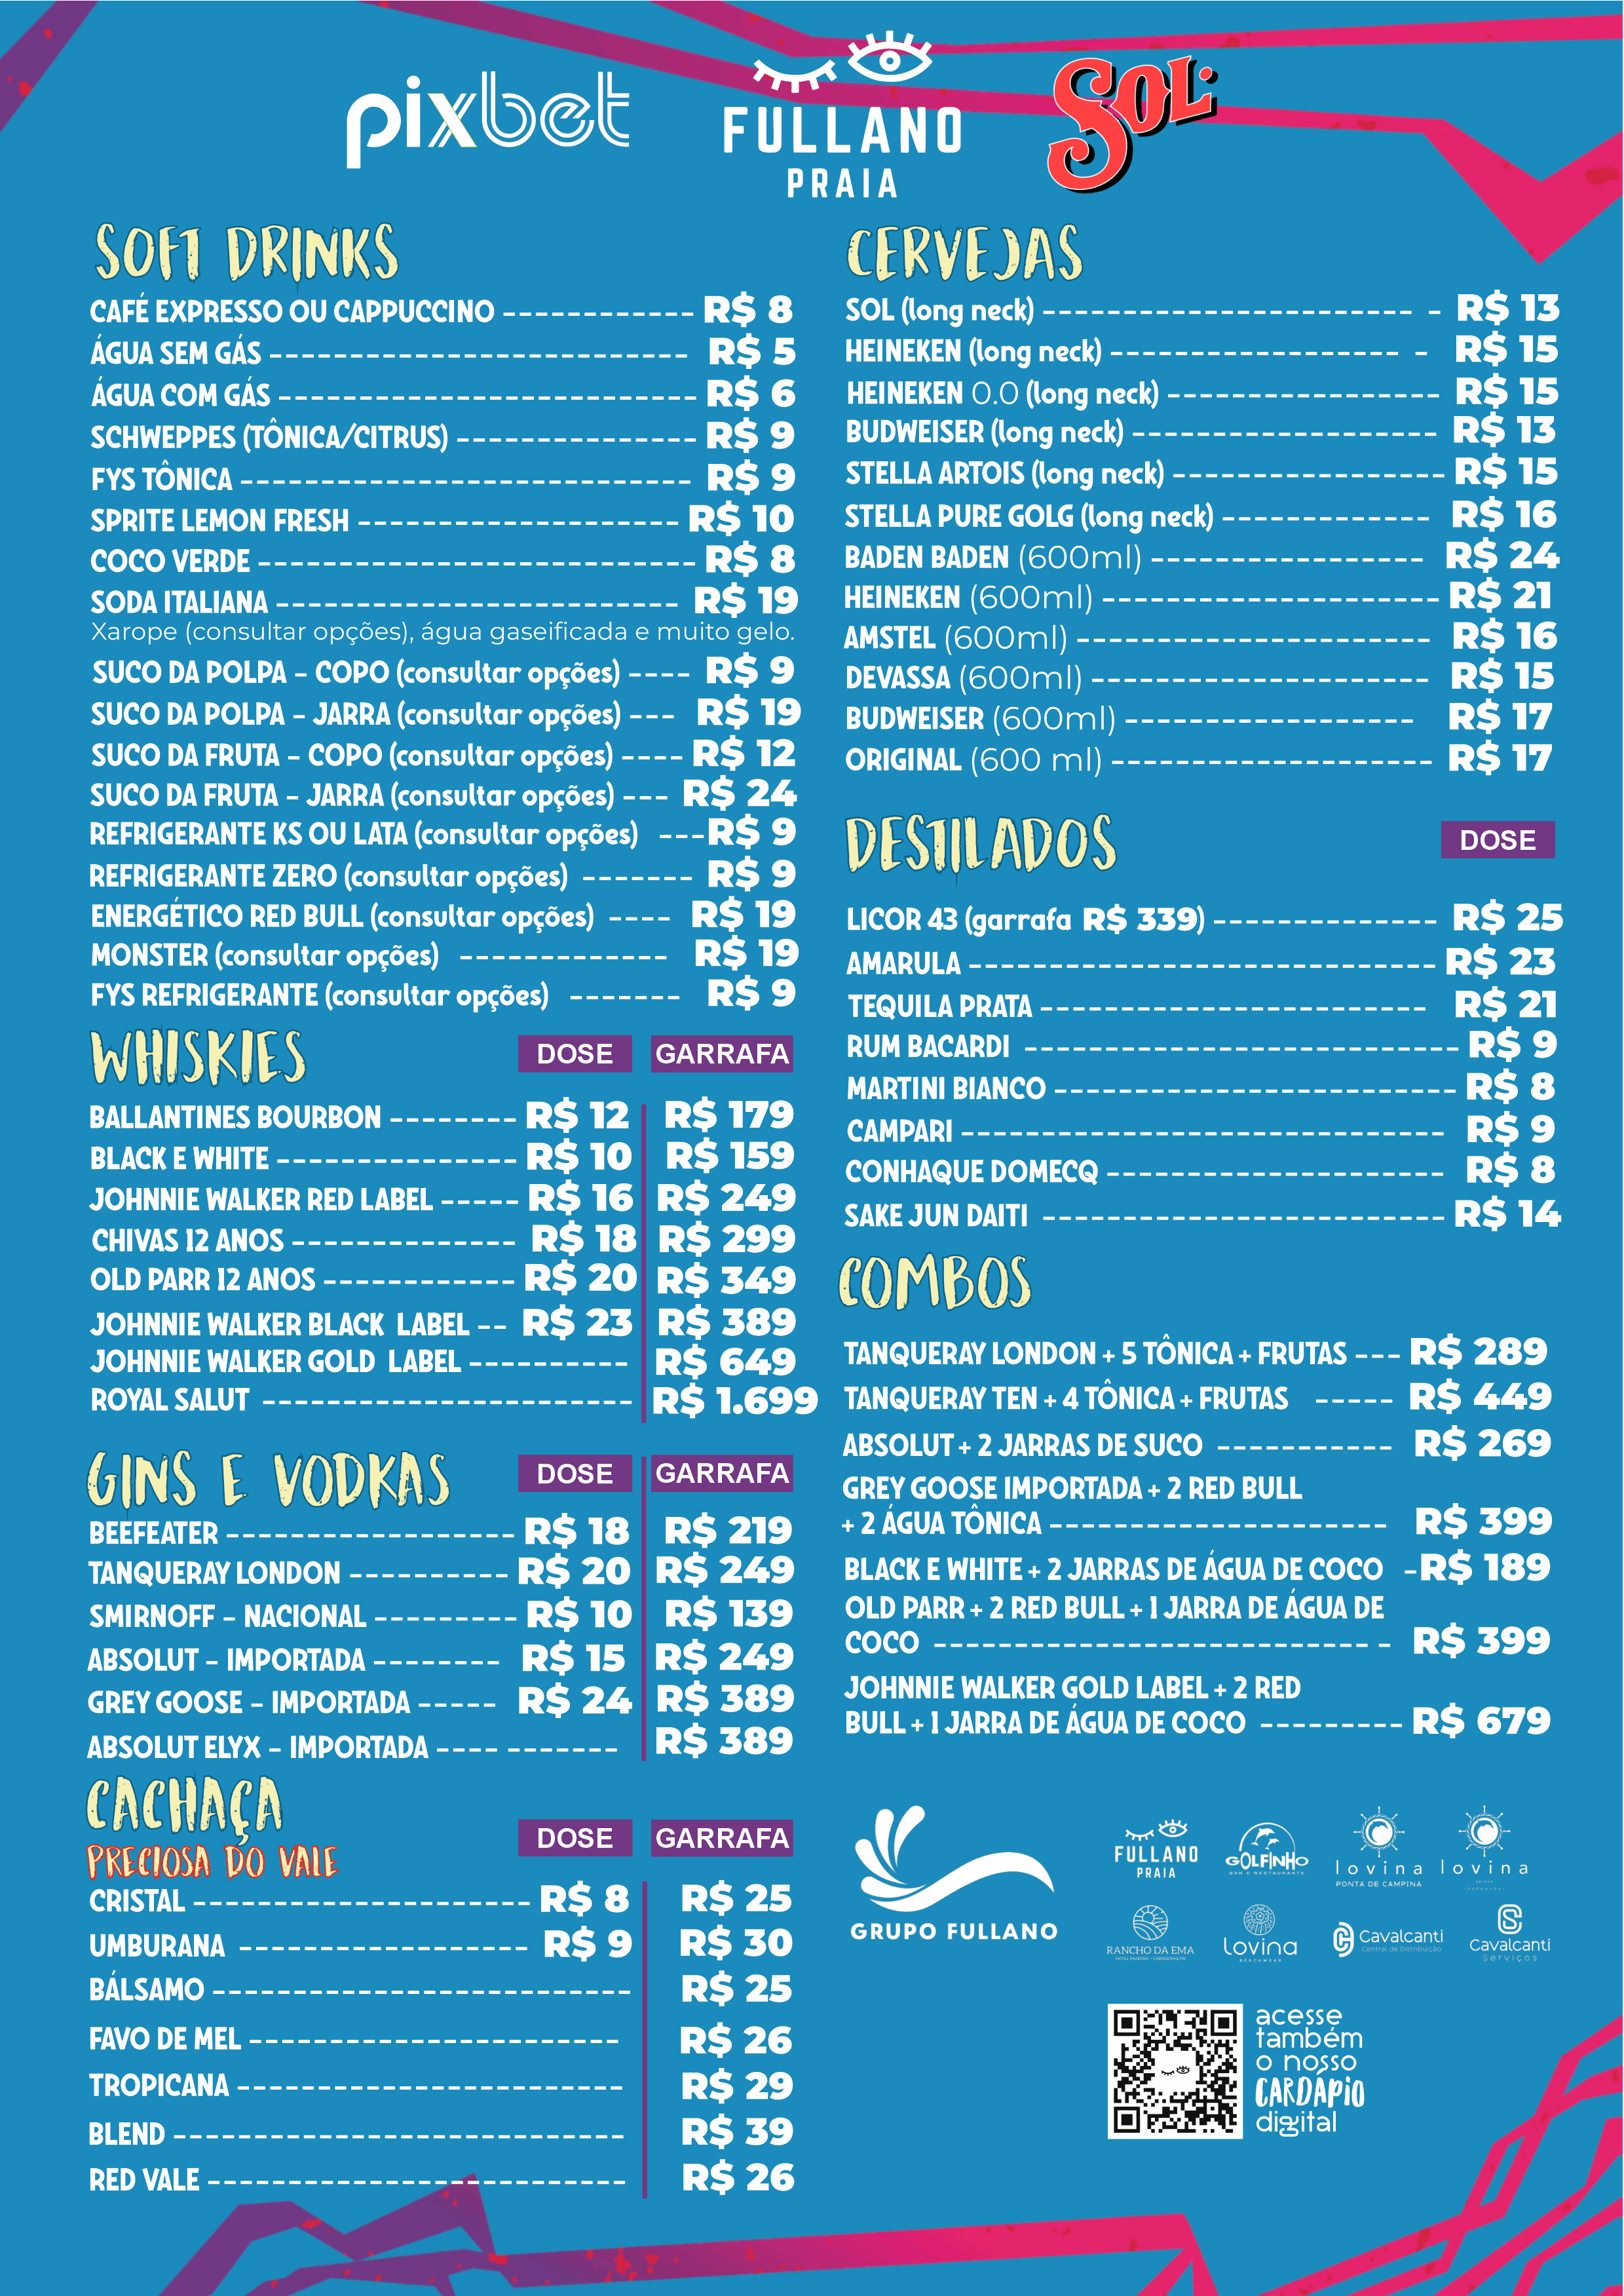 pixbet
FULLANO
PRAIA
SOL
SOFT DRINKS
CAFÉ EXPRESSO OU CAPPUCCINO ------------ R$ 8
ÁGUA SEM GÁS -------------------------- R$ 5
ÁGUA COM GÁS -------------------------- R$ 6
SCHWEPPES (TÔNICA/CITRUS) --------------- R$ 9
FYS TÔNICA ---------------------------- R$ 9
SPRITE LEMON FRESH -------------------- R$ 10
COCO VERDE --------------------------- R$ 8
SODA ITALIANA ------------------------- R$ 19
Xarope (consultar opções), água gaseificada e muito gelo.
SUCO DA POLPA - COPO (consultar opções) ---- R$ 9
SUCO DA POLPA - JARRA (consultar opções) --- R$ 19
SUCO DA FRUTA - COPO (consultar opções) ---- R$ 12
SUCO DA FRUTA - JARRA (consultar opções) --- R$ 24
REFRIGERANTE KS OU LATA (consultar opções) --- R$ 9
REFRIGERANTE ZERO (consultar opções) ------- R$ 9
ENERGÉTICO RED BULL (consultar opções) ---- R$ 19
MONSTER (consultar opções) ------------- R$ 19
FYS REFRIGERANTE (consultar opções) ------- R$ 9
WHISKIES DOSE GARRAFA
BALLANTINES BOURBON -------- R$ 12 R$ 179
BLACK E WHITE --------------- R$ 10 R$ 159
JOHNNIE WALKER RED LABEL ----- R$ 16 R$ 249
CHIVAS 12 ANOS -------------- R$ 18 R$ 299
OLD PARR 12 ANOS ------------ R$ 20 R$ 349
JOHNNIE WALKER BLACK LABEL -- R$ 23 R$ 389
JOHNNIE WALKER GOLD LABEL ---------- R$ 649
ROYAL SALUT ----------------------- R$ 1.699
GINS E VODKAS DOSE GARRAFA
BEEFEATER ------------------ R$ 18 R$ 219
TANQUERAY LONDON ---------- R$ 20 R$ 249
SMIRNOFF - NACIONAL --------- R$ 10 R$ 139
ABSOLUT - IMPORTADA -------- R$ 15 R$ 249
GREY GOOSE - IMPORTADA ----- R$ 24 R$ 389
ABSOLUT ELYX - IMPORTADA ---- ------- R$ 389
CACHAÇA
PRECIOSA DO VALE DOSE GARRAFA
CRISTAL --------------------- R$ 8 R$ 25
UMBURANA ------------------ R$ 9 R$ 30
BÁLSAMO -------------------------- R$ 25
FAVO DE MEL ----------------------- R$ 26
TROPICANA ------------------------ R$ 29
BLEND ---------------------------- R$ 39
RED VALE -------------------------- R$ 26
CERVEJAS
SOL (long neck) ----------------------- - R$ 13
HEINEKEN (long neck) ------------------ - R$ 15
HEINEKEN 0.0 (long neck) ----------------- R$ 15
BUDWEISER (long neck) ------------------- R$ 13
STELLA ARTOIS (long neck) ----------------- R$ 15
STELLA PURE GOLG (long neck) ------------- R$ 16
BADEN BADEN (600ml) ----------------- R$ 24
HEINEKEN (600ml) --------------------- R$ 21
AMSTEL (600ml) ---------------------- R$ 16
DEVASSA (600ml) --------------------- R$ 15
BUDWEISER (600ml) ------------------ R$ 17
ORIGINAL (600 ml) -------------------- R$ 17
DESTILADOS DOSE
LICOR 43 (garrafa R$ 339) -------------- R$ 25
AMARULA ----------------------------- R$ 23
TEQUILA PRATA ------------------------ R$ 21
RUM BACARDI --------------------------- R$ 9
MARTINI BIANCO ------------------------- R$ 8
CAMPARI ------------------------------ R$ 9
CONHAQUE DOMECQ --------------------- R$ 8
SAKE JUN DAITI ------------------------- R$ 14
COMBOS
TANQUERAY LONDON + 5 TÔNICA + FRUTAS --- R$ 289
TANQUERAY TEN + 4 TÔNICA + FRUTAS ----- R$ 449
ABSOLUT + 2 JARRAS DE SUCO ----------- R$ 269
GREY GOOSE IMPORTADA + 2 RED BULL
+ 2 ÁGUA TÔNICA --------------------- R$ 399
BLACK E WHITE + 2 JARRAS DE ÁGUA DE COCO - R$ 189
OLD PARR + 2 RED BULL + 1 JARRA DE ÁGUA DE
COCO --------------------------- - R$ 399
JOHNNIE WALKER GOLD LABEL + 2 RED
BULL + 1 JARRA DE ÁGUA DE COCO --------- R$ 679
GRUPO FULLANO
FULLANO
PRAIA
GOLFINHO
BAR E RESTAURANTE
lovina
PONTA DE CAMPINA
lovina
RANCHO DA EMA
Lovina
BEACHWEAR
Cavalcanti
Central de Distribuição
Cavalcanti
Serviços
acesse
também
o nosso
CARDÁPIO
digital